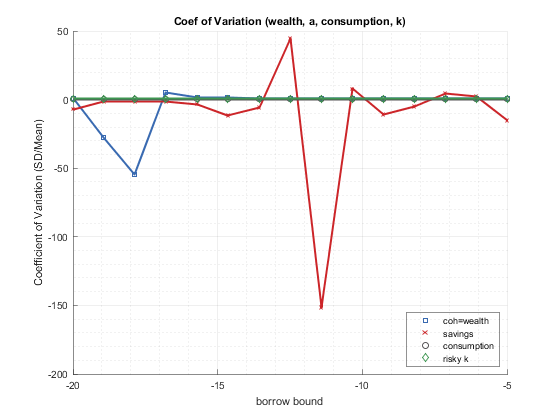 Coef of Variation (wealth, a, consumption, k)
Coefficient of Variation (SD/Mean)
50
0
-50
-100
-150
-200
-20
-15
-10
-5
borrow bound
coh=wealth
savings
consumption
risky k